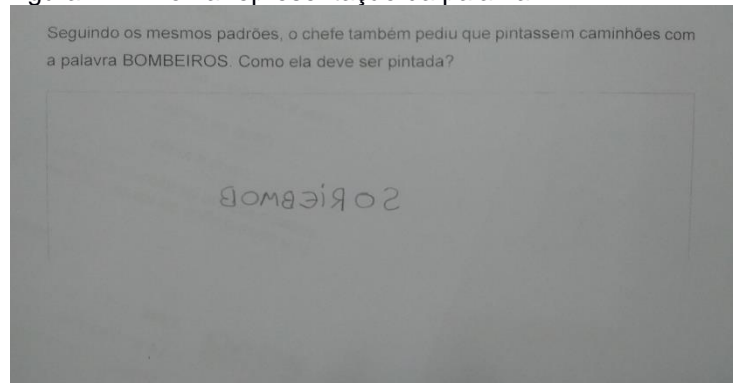 Seguindo os mesmos padrões, o chefe também pediu que pintassem caminhões com
a palavra BOMBEIROS. Como ela deve ser pintada?
ᗺOMᗺƎiЯOƧ